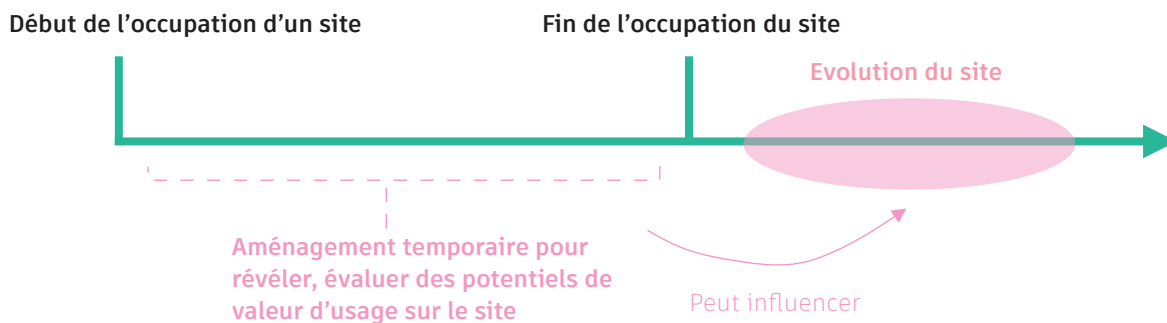 Début de l'occupation d'un site
Fin de l'occupation du site
Evolution du site
Aménagement temporaire pour
révéler, évaluer des potentiels de
valeur d'usage sur le site
Peut influencer